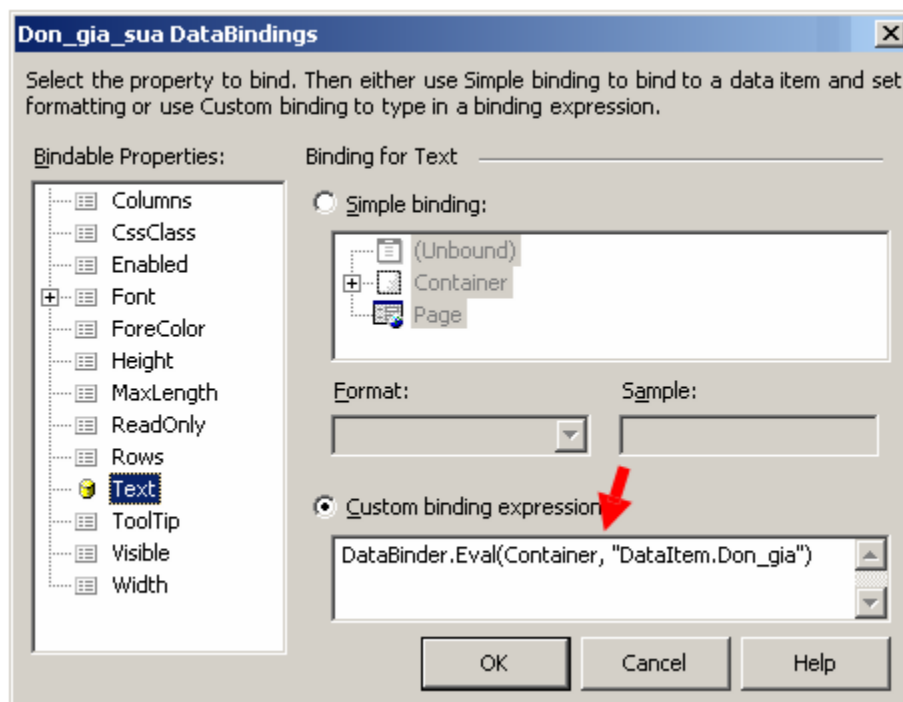 Don_gia_sua DataBindings
Select the property to bind. Then either use Simple binding to bind to a data item and set
formatting or use Custom binding to type in a binding expression.
Bindable Properties:
Columns
CssClass
Enabled
Font
ForeColor
Height
MaxLength
ReadOnly
Rows
Text
ToolTip
Visible
Width
Binding for Text
Simple binding:
(Unbound)
Container
Page
Format:
Sample:
Custom binding expression
DataBinder.Eval(Container, "DataItem.Don_gia")
OK
Cancel
Help